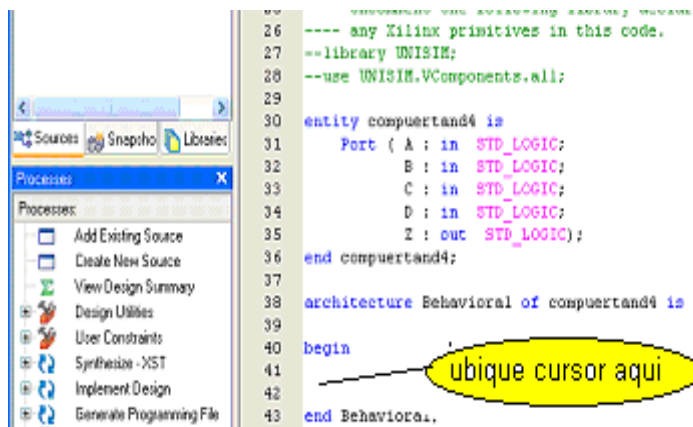 Sources Snapsho Libraries
Processes X
Processes:
Add Existing Source
Create New Source
View Design Summary
Design Utilities
User Constraints
Synthesize - XST
Implement Design
Generate Programming File
26 ---- any Xilinx primitives in this code.
27 --library UNISIM;
28 --use UNISIM.VComponents.all;
29
30 entity compuertand4 is
31 Port ( A : in STD_LOGIC;
32 B : in STD_LOGIC;
33 C : in STD_LOGIC;
34 D : in STD_LOGIC;
35 Z : out STD_LOGIC);
36 end compuertand4;
37
38 architecture Behavioral of compuertand4 is
39
40 begin
41
42
43 end Behavioral.
ubique cursor aqui